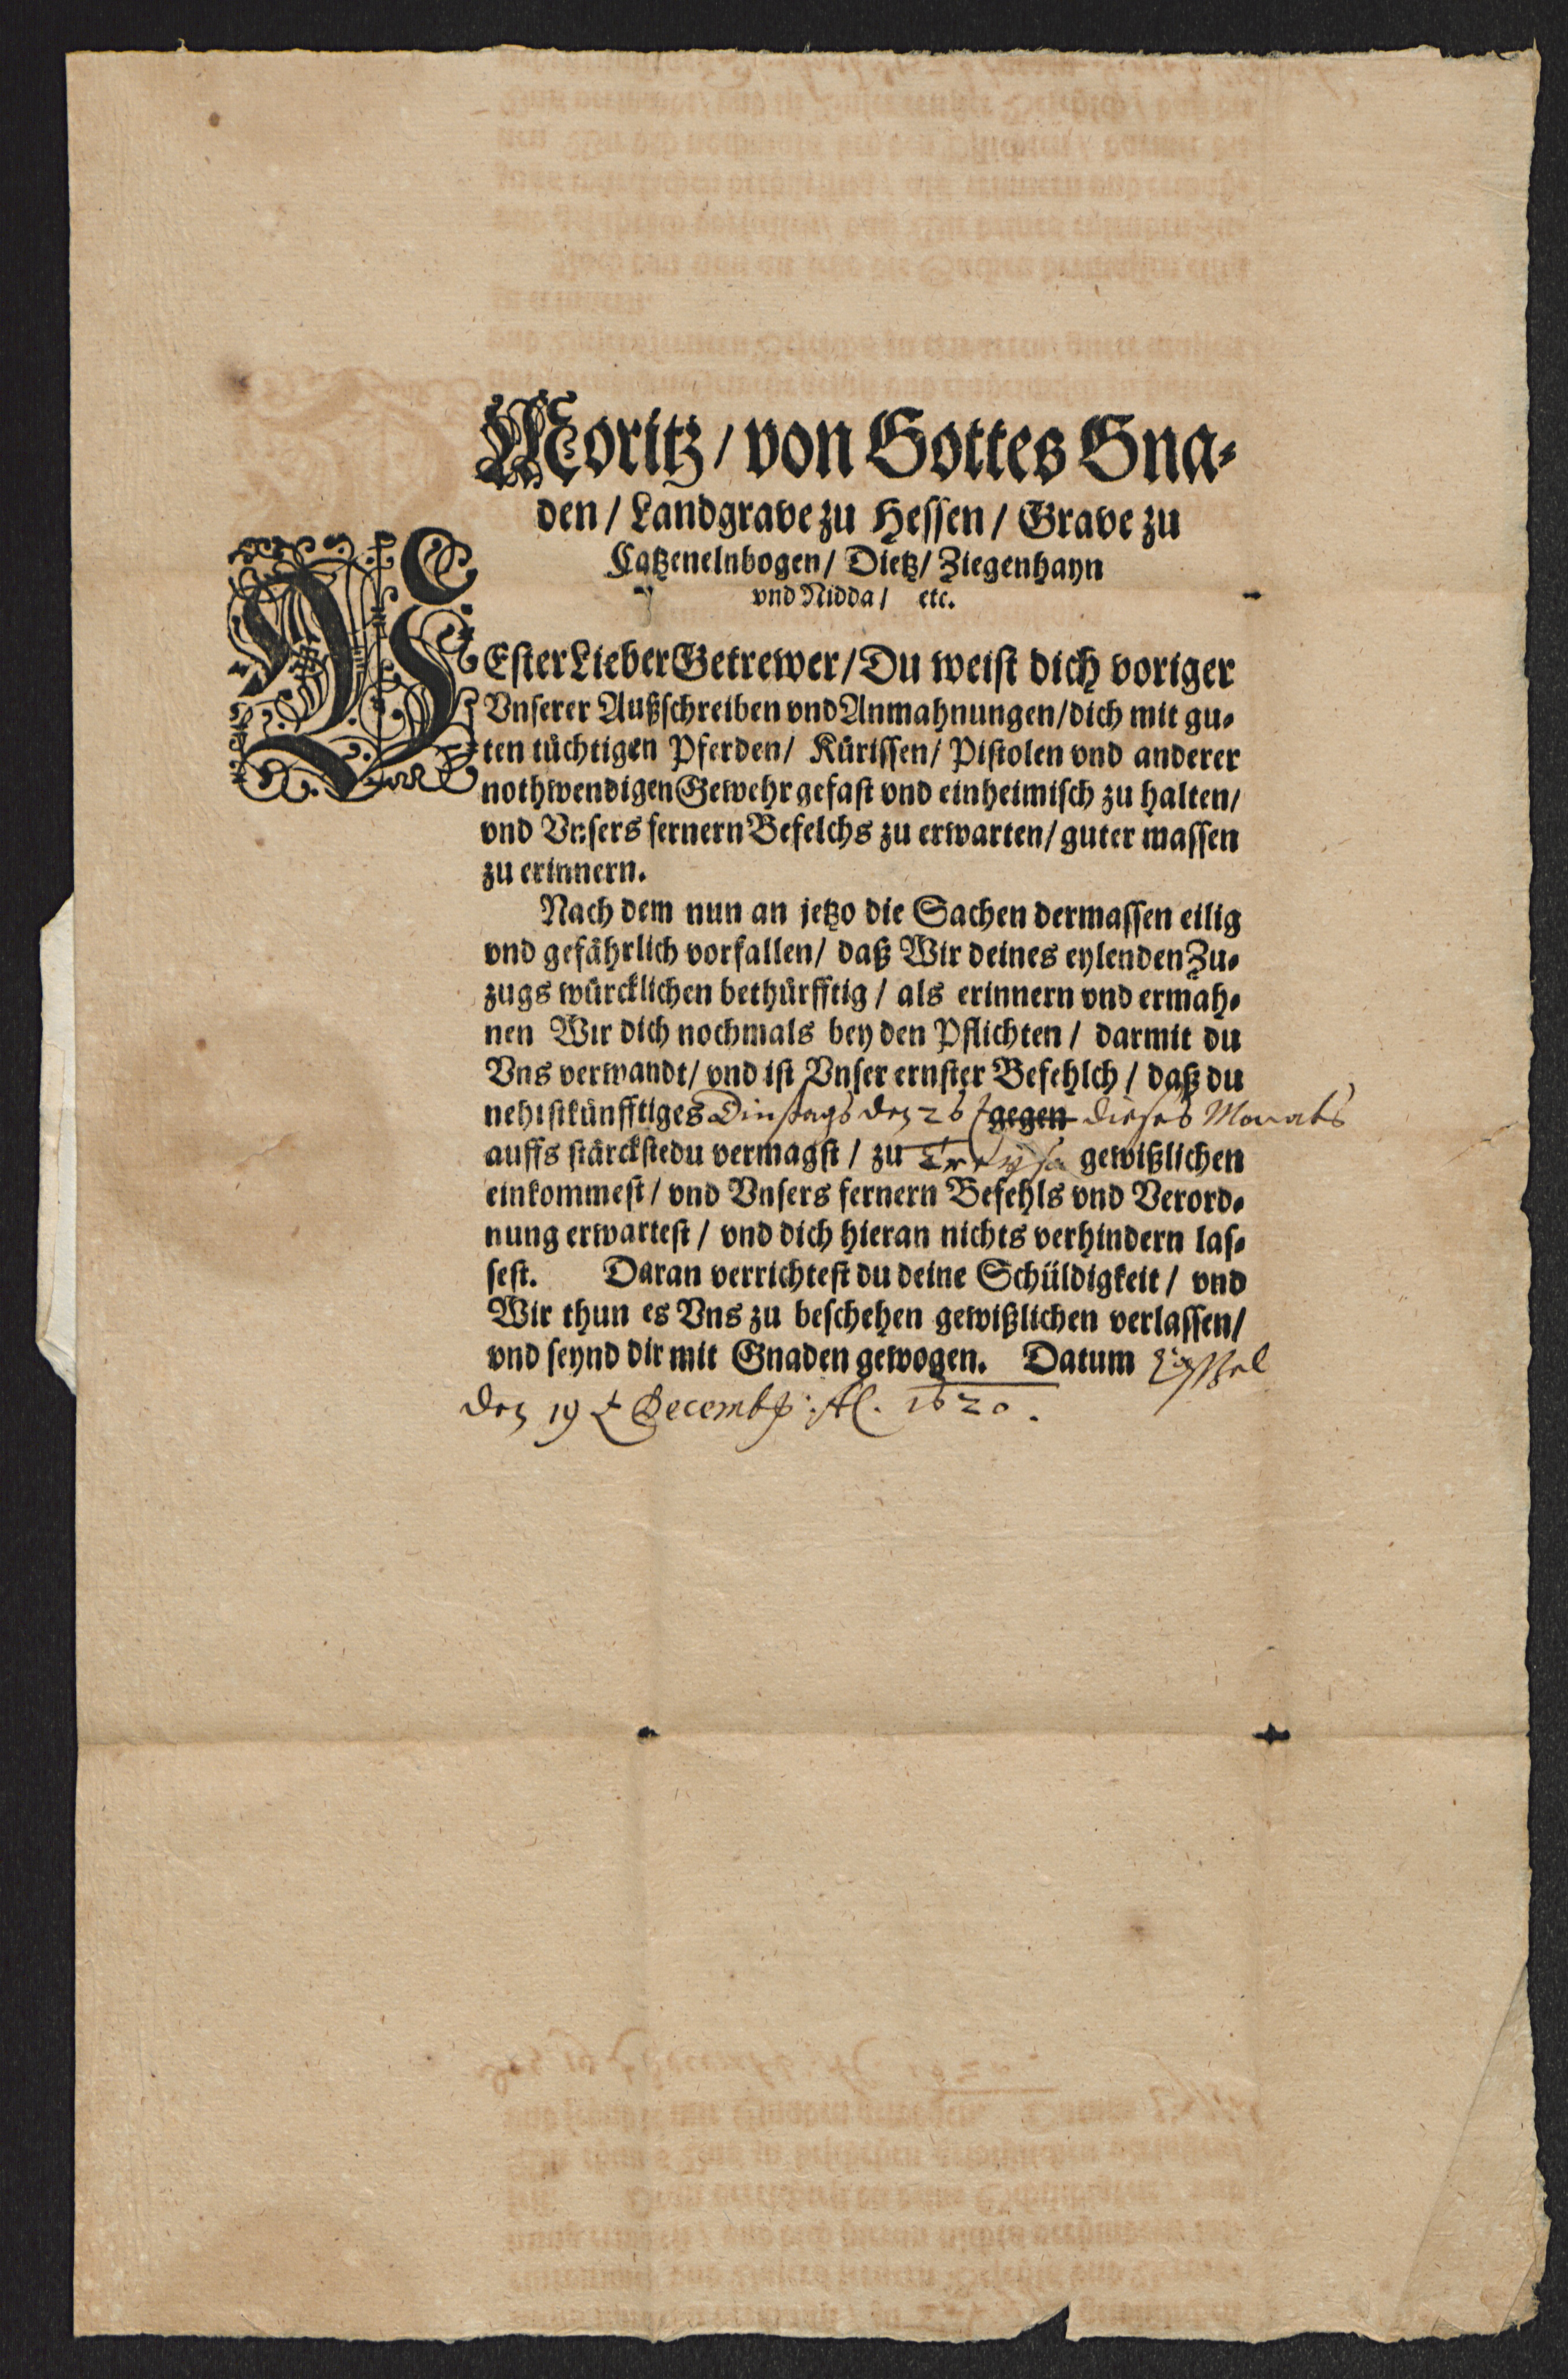 Moritz / von Gottes Gna⸗
den / Landgrave zu Hessen / Grave zu
Catzenelnbogen / Dietz / Ziegenhayn
vnd Nidda / etc.
VEster Lieber Getrewer / Du weist dich voriger
Vnserer Außschreiben vnd Anmahnungen / dich mit gu⸗
ten tüchtigen Pferden / Kürissen / Pistolen vnd anderer
nothwendigen Gewehr gefast vnd einheimisch zu halten /
vnd Vnsers fernern Befelchs zu erwarten / guter massen
zu erinnern.
Nach dem nun an jetzo die Sachen dermassen eilig
vnd gefährlich vorfallen / daß Wir deines eylenden Zu⸗
zugs würcklichen bethürfftig / als erinnern vnd ermah⸗
nen Wir dich nochmals bey den Pflichten / darmit du
Vns verwandt / vnd ist Vnser ernster Befehlch / daß du
nehistkünfftiges Dinstags den 26 gegen dieses Monats
auffs stärckste du vermagst / zu Treysa gewißlichen
einkommest / vnd Vnsers fernern Befehls vnd Verord⸗
nung erwartest / vnd dich hieran nichts verhindern las⸗
sest. Daran verrichtest du deine Schüldigkeit / vnd
Wir thun es Vns zu beschehen gewißlichen verlassen /
vnd seynd dir mit Gnaden gewogen. Datum Cassel
den 19 Decemb: Ao. 1620.